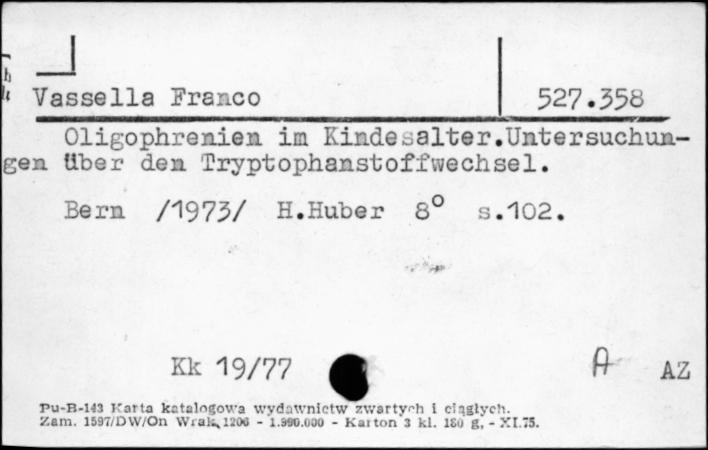 Vassella Franco 527.358
Oligophrenien im Kindesalter.Untersuchun-
gen über den Tryptophanstoffwechsel.
Bern /1973/ H.Huber 8° s.102.
Kk 19/77 A AZ
Pu-B-143 Karta katalogowa wydawnictw zwartych i ciągłych.
Zam. 1597/DW/On Wrak. 1206 - 1.990.000 - Karton 3 kl. 180 g, - XI.75.